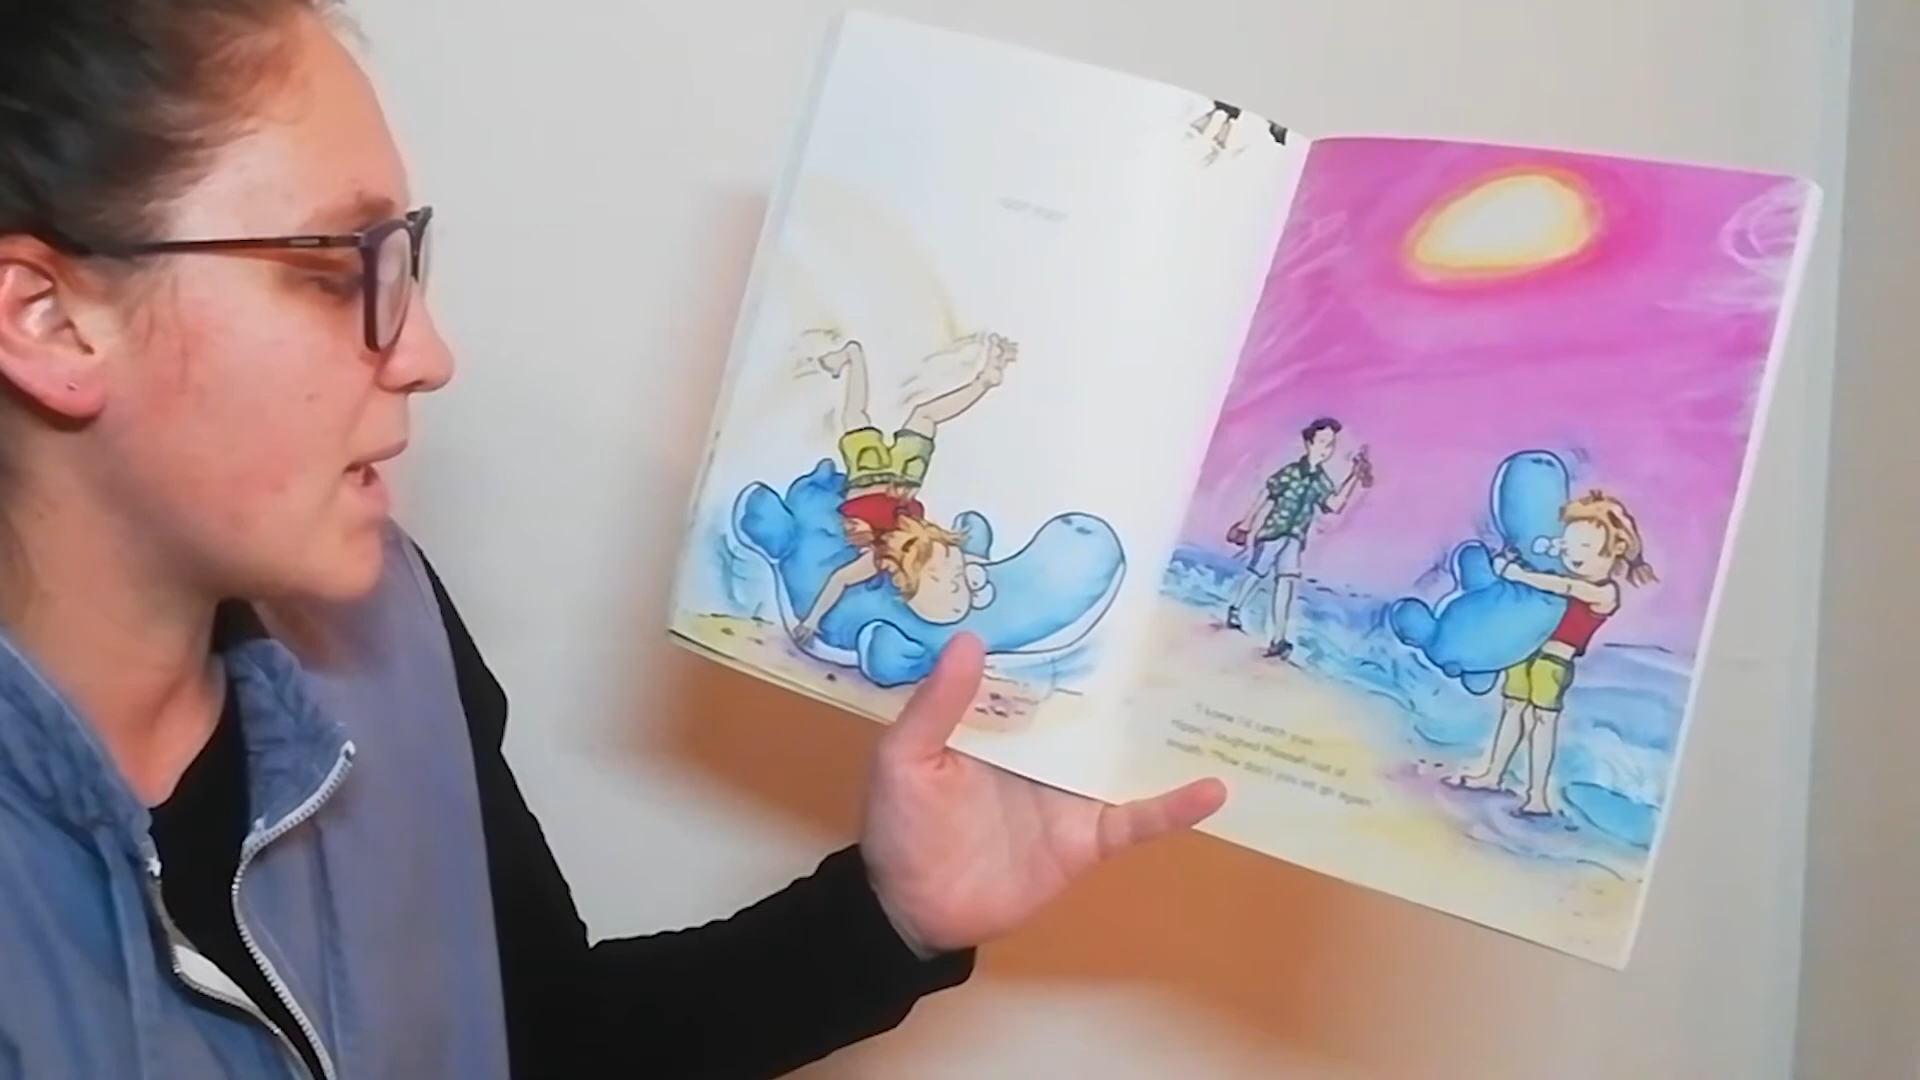 "I knew I'd catch you,
Hippo," laughed Hannah out of
breath. "Now don't you let go again."